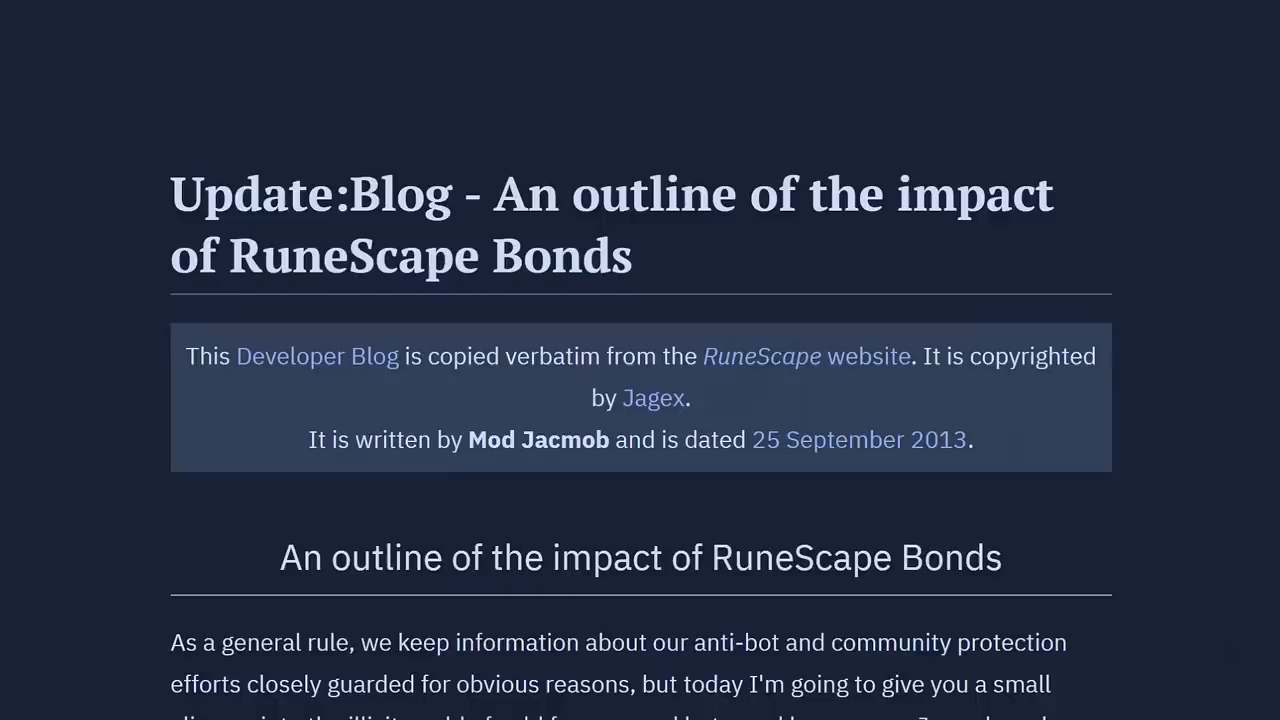 Update:Blog - An outline of the impact
of RuneScape Bonds
This Developer Blog is copied verbatim from the RuneScape website. It is copyrighted
by Jagex.
It is written by Mod Jacmob and is dated 25 September 2013.
An outline of the impact of RuneScape Bonds
As a general rule, we keep information about our anti-bot and community protection
efforts closely guarded for obvious reasons, but today I'm going to give you a small